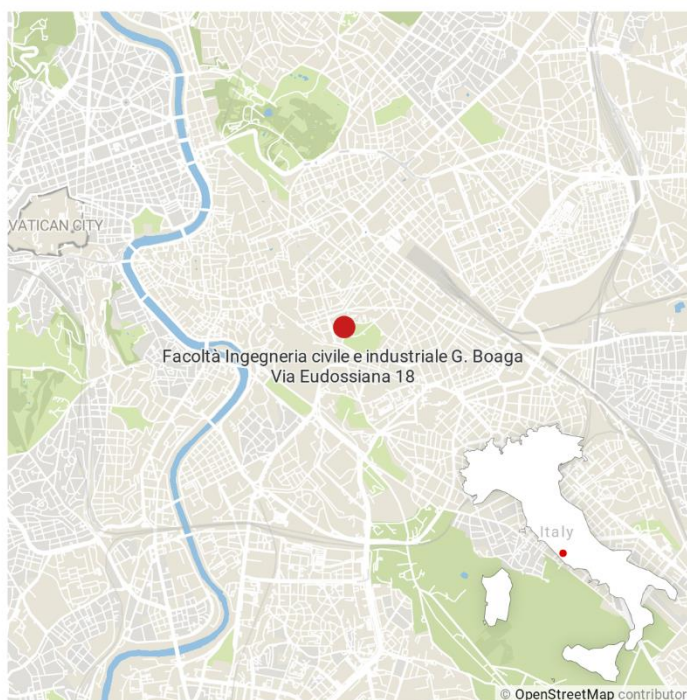 VATICAN CITY
Facoltà Ingegneria civile e industriale G. Boaga
Via Eudossiana 18
Italy
© OpenStreetMap contributor